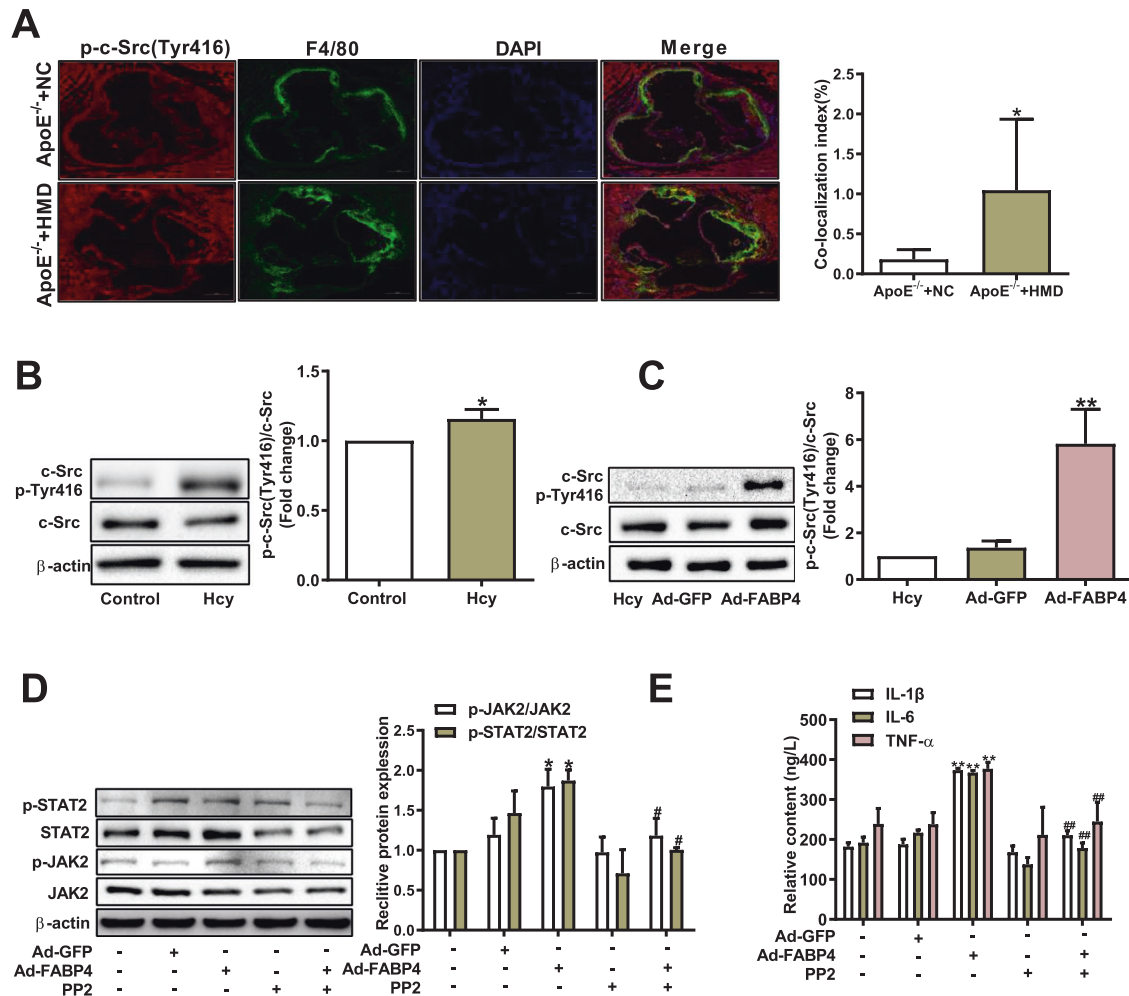 A
p-c-Src(Tyr416) F4/80 DAPI Merge
ApoE-/-+NC
ApoE-/-+HMD
Co-localization index(%)
2.5
2.0
1.5
1.0
0.5
0.0
*
ApoE-/-+NC ApoE-/-+HMD
B
c-Src
p-Tyr416
c-Src
β-actin
Control Hcy
p-c-Src(Tyr416)/c-Src
(Fold change)
1.5
1.0
0.5
0.0
*
Control Hcy
C
c-Src
p-Tyr416
c-Src
β-actin
Hcy Ad-GFP Ad-FABP4
p-c-Src(Tyr416)/c-Src
(Fold change)
8
6
4
2
0
**
Hcy Ad-GFP Ad-FABP4
D
p-STAT2
STAT2
p-JAK2
JAK2
β-actin
Ad-GFP - + - - -
Ad-FABP4 - - + - +
PP2 - - - + +
p-JAK2/JAK2
p-STAT2/STAT2
Reclitive protein explession
2.5
2.0
1.5
1.0
0.5
0.0
* * # #
Ad-GFP - + - - -
Ad-FABP4 - - + - +
PP2 - - - + +
E
IL-1β
IL-6
TNF-α
Relative content (ng/L)
500
400
300
200
100
0
** ** ** ## ## ##
Ad-GFP - + - - -
Ad-FABP4 - - + - +
PP2 - - - + +